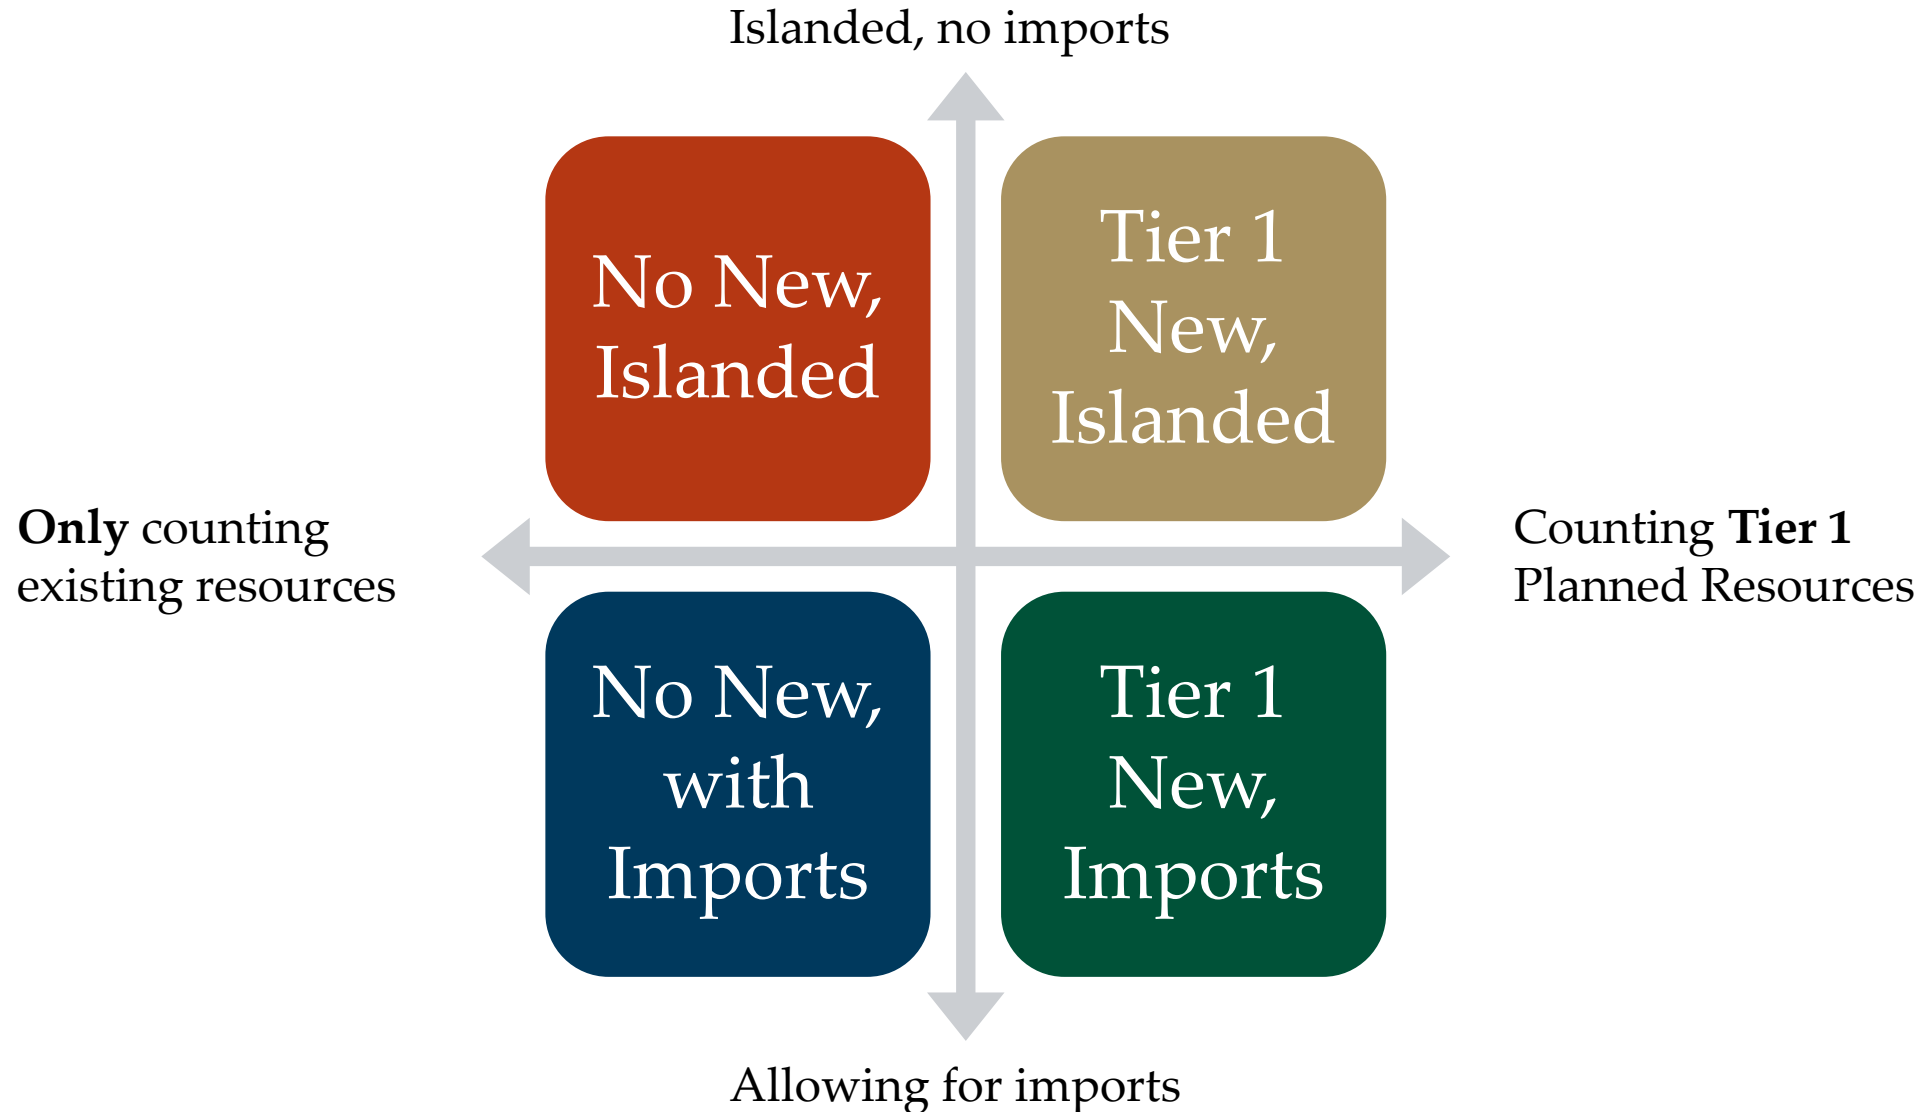 Islanded, no imports
No New,
Islanded
Tier 1
New,
Islanded
Only counting
existing resources
Counting Tier 1
Planned Resources
No New,
with
Imports
Tier 1
New,
Imports
Allowing for imports